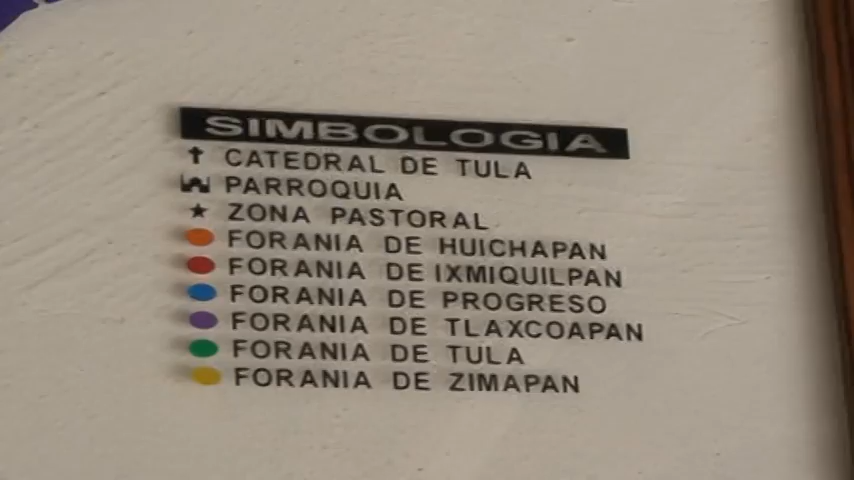 SIMBOLOGIA
CATEDRAL DE TULA
PARROQUIA
ZONA PASTORAL
FORANIA DE HUICHAPAN
FORANIA DE IXMIQUILPAN
FORANIA DE PROGRESO
FORANIA DE TLAXCOAPAN
FORANIA DE TULA
FORANIA DE ZIMAPAN